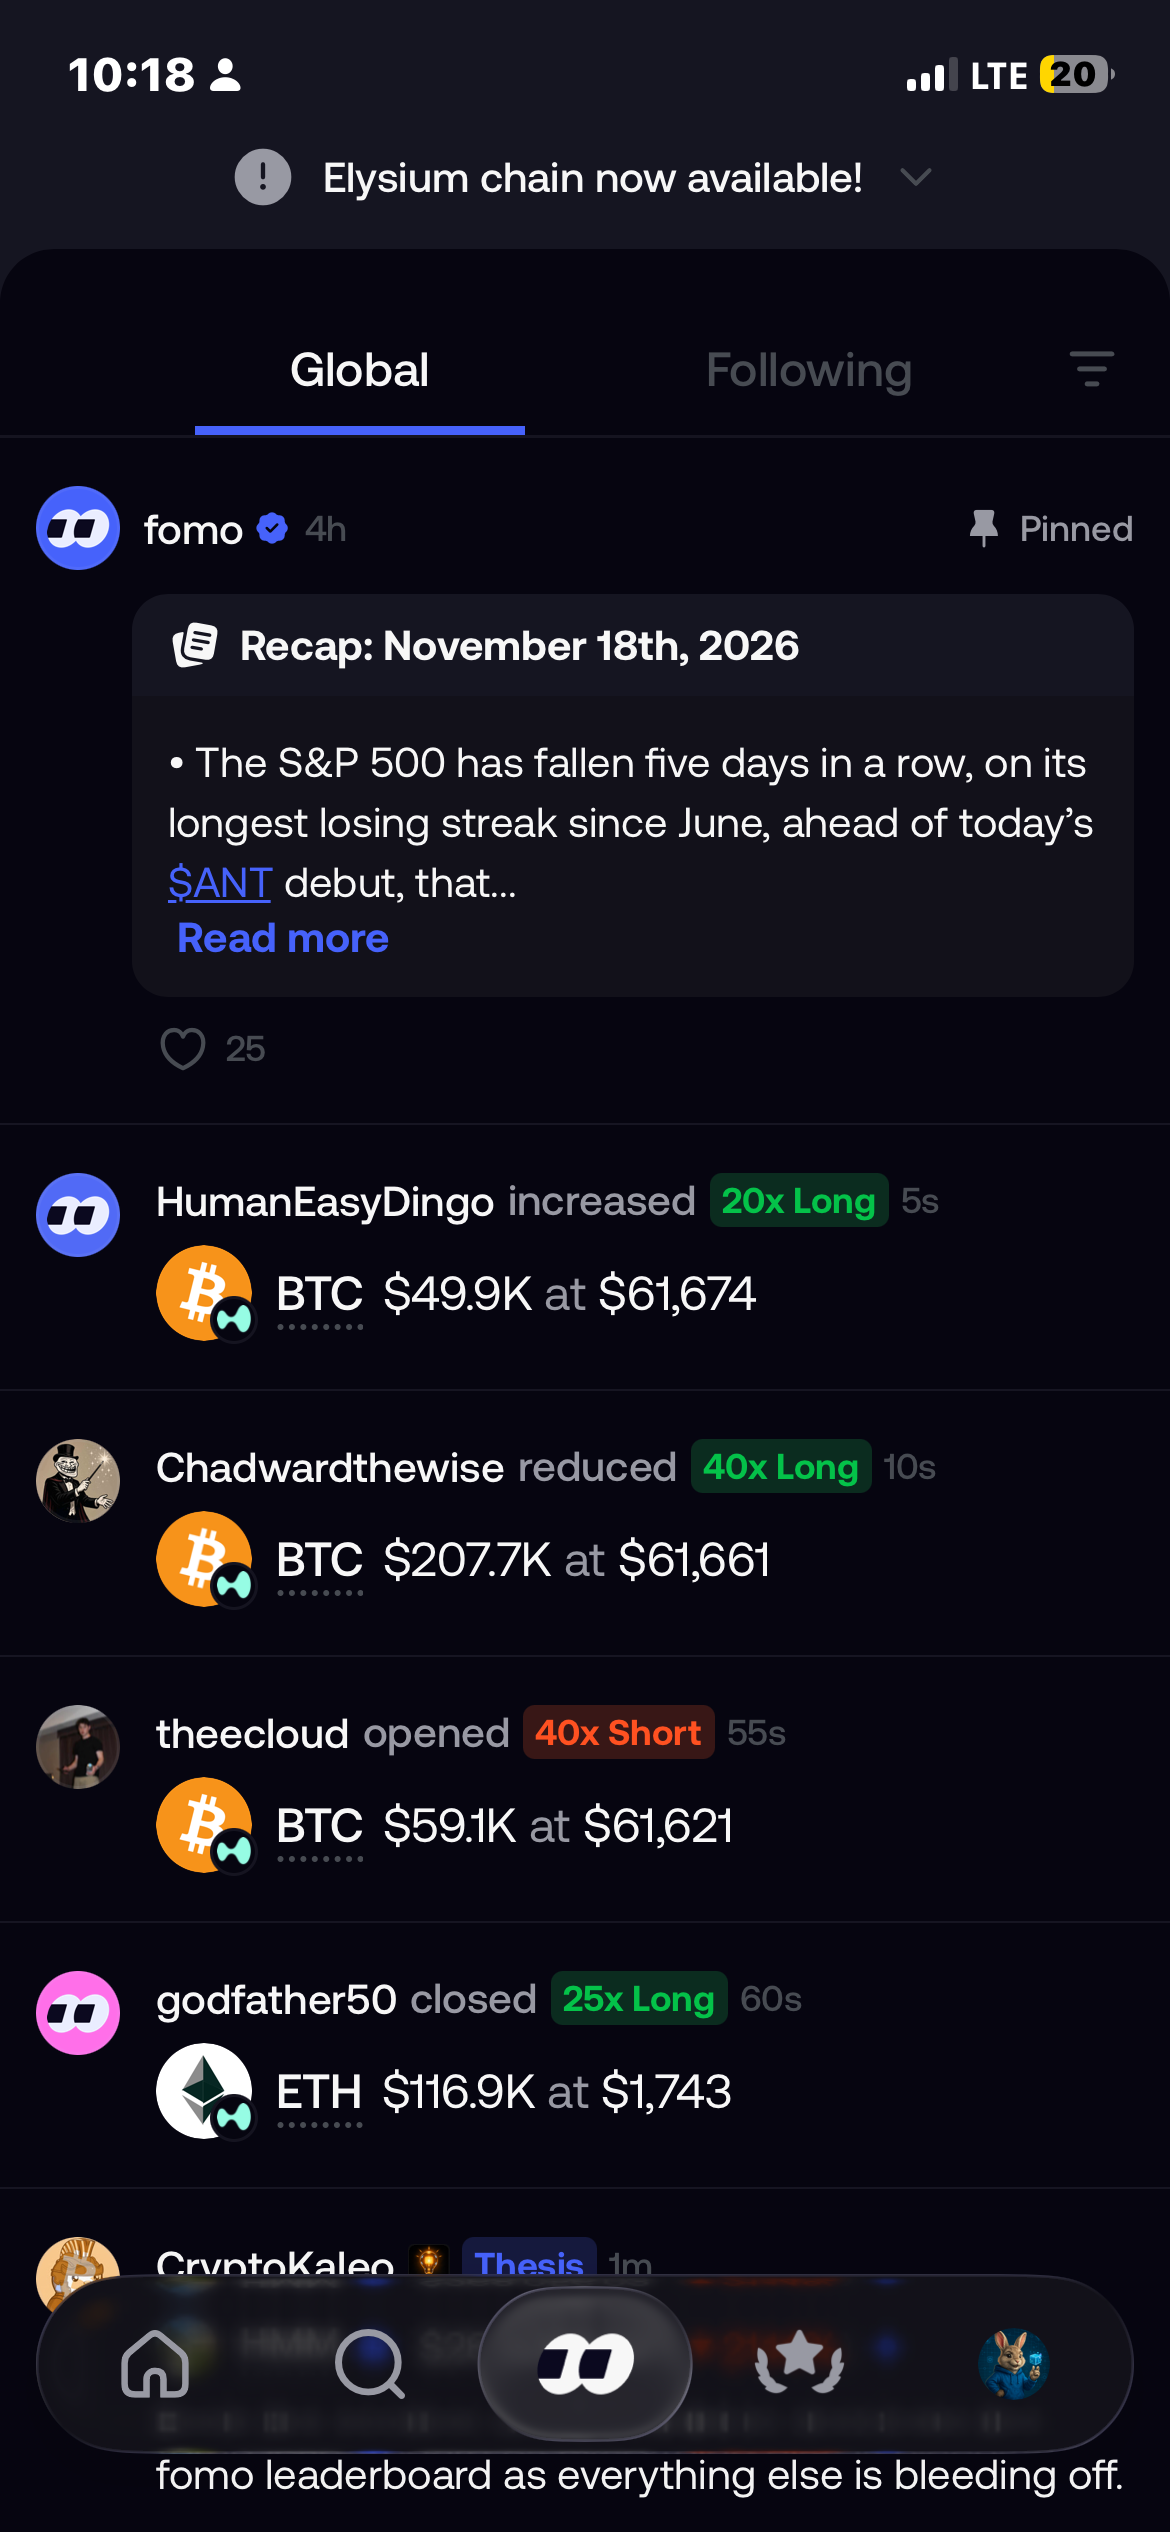 10:18
LTE 20
Elysium chain now available!
Global
Following
fomo 4h
Pinned
Recap: November 18th, 2026
• The S&P 500 has fallen five days in a row, on its
longest losing streak since June, ahead of today’s
$ANT debut, that...
Read more
25
HumanEasyDingo increased 20x Long 5s
BTC $49.9K at $61,674
Chadwardthewise reduced 40x Long 10s
BTC $207.7K at $61,661
theecloud opened 40x Short 55s
BTC $59.1K at $61,621
godfather50 closed 25x Long 60s
ETH $116.9K at $1,743
CryptoKaleo Thesis 1m
fomo leaderboard as everything else is bleeding off.